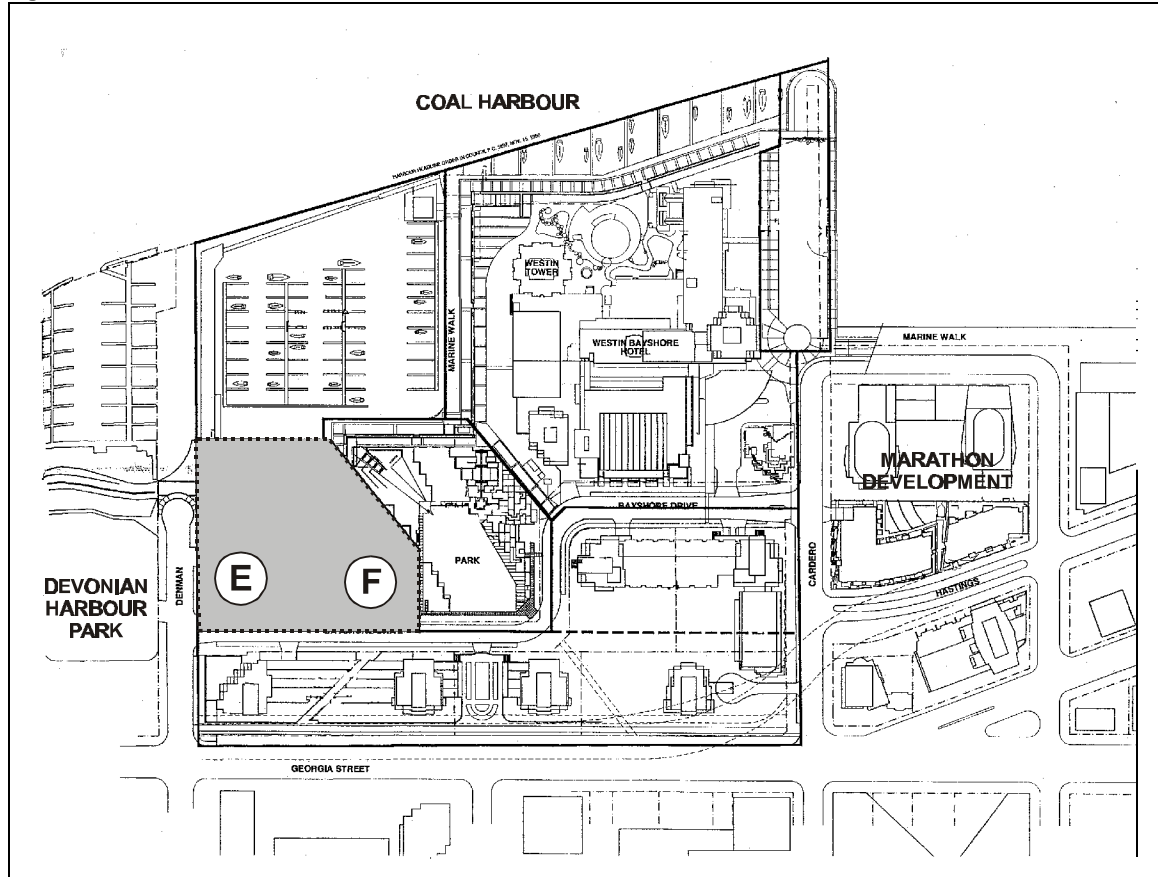 COAL HARBOUR
MARINE WALK
WESTIN
TOWER
WESTIN BAYSHORE
HOTEL
MARINE WALK
MARATHON
DEVELOPMENT
BAYSHORE DRIVE
PARK
CARDERO
HASTINGS
DEVONIAN
HARBOUR
PARK
DENMAN
E
F
GEORGIA STREET